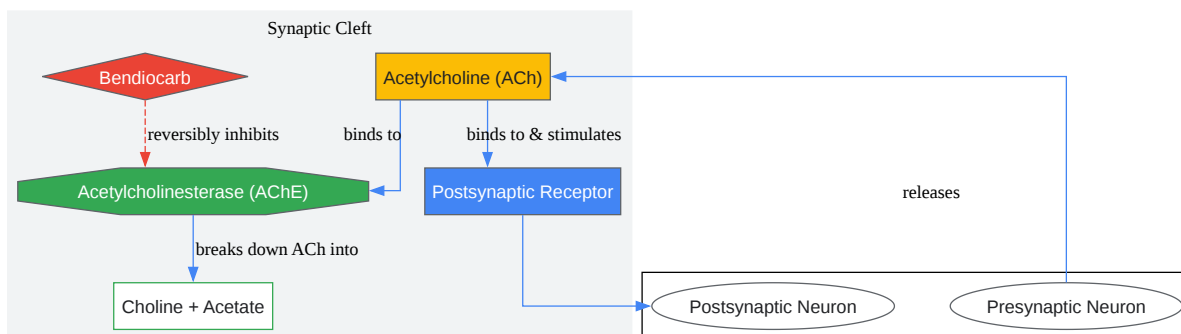 Synaptic Cleft
Bendiocarb
Acetylcholine (ACh)
reversibly inhibits
binds to
binds to & stimulates
Acetylcholinesterase (AChE)
Postsynaptic Receptor
releases
breaks down ACh into
Choline + Acetate
Postsynaptic Neuron
Presynaptic Neuron